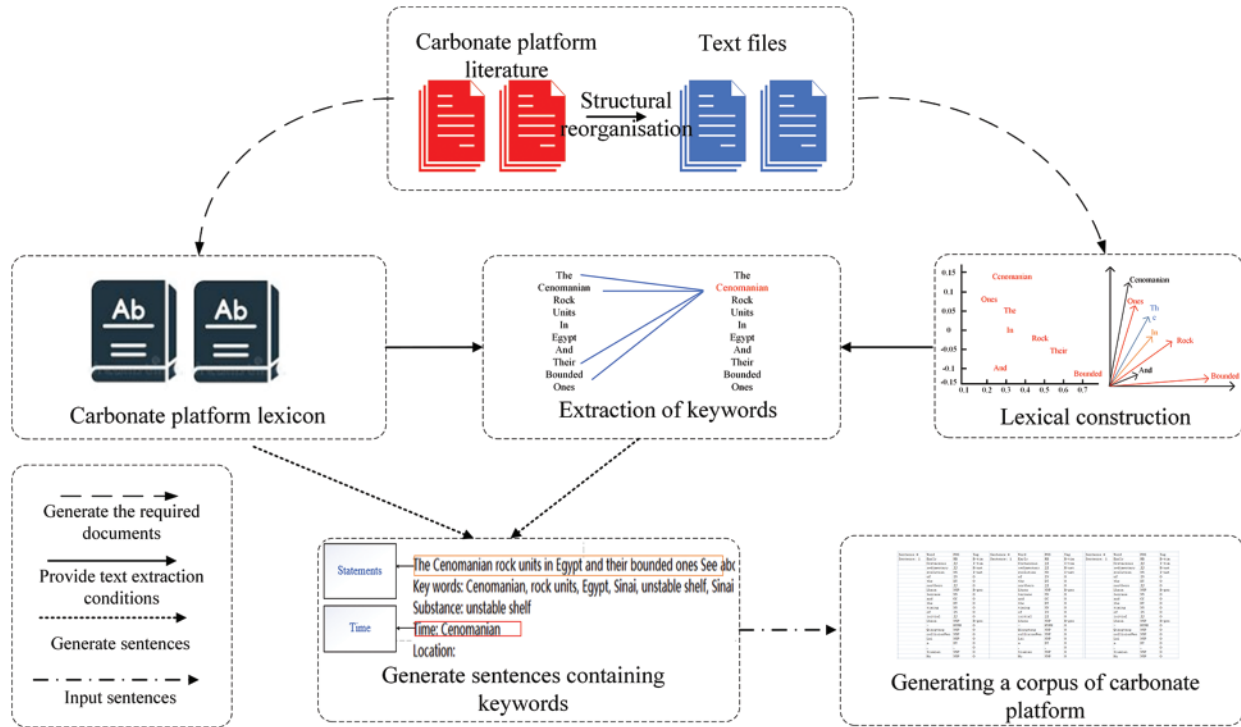 Carbonate platform
literature
Text files
Structural
reorganisation
Ab
Ab
Carbonate platform lexicon
The
Cenomanian
Rock
Units
In
Egypt
And
Their
Bounded
Ones
The
Cenomanian
Rock
Units
In
Egypt
And
Their
Bounded
Ones
Extraction of keywords
0.15
0.1
0.05
0
-0.05
-0.1
-0.15
0.1
0.2
0.3
0.4
0.5
0.6
0.7
Cenomanian
Ones
The
In
Rock
Their
And
Bounded
Cenomanian
Ones
Th
e
In
Rock
And
Bounded
Lexical construction
Generate the required
documents
Provide text extraction
conditions
Generate sentences
Input sentences
Statements
The Cenomanian rock units in Egypt and their bounded ones See abc
Key words: Cenomanian, rock units, Egypt, Sinai, unstable shelf, Sinai
Substance: unstable shelf
Time
Time: Cenomanian
Location:
Generate sentences containing
keywords
Generating a corpus of carbonate
platform